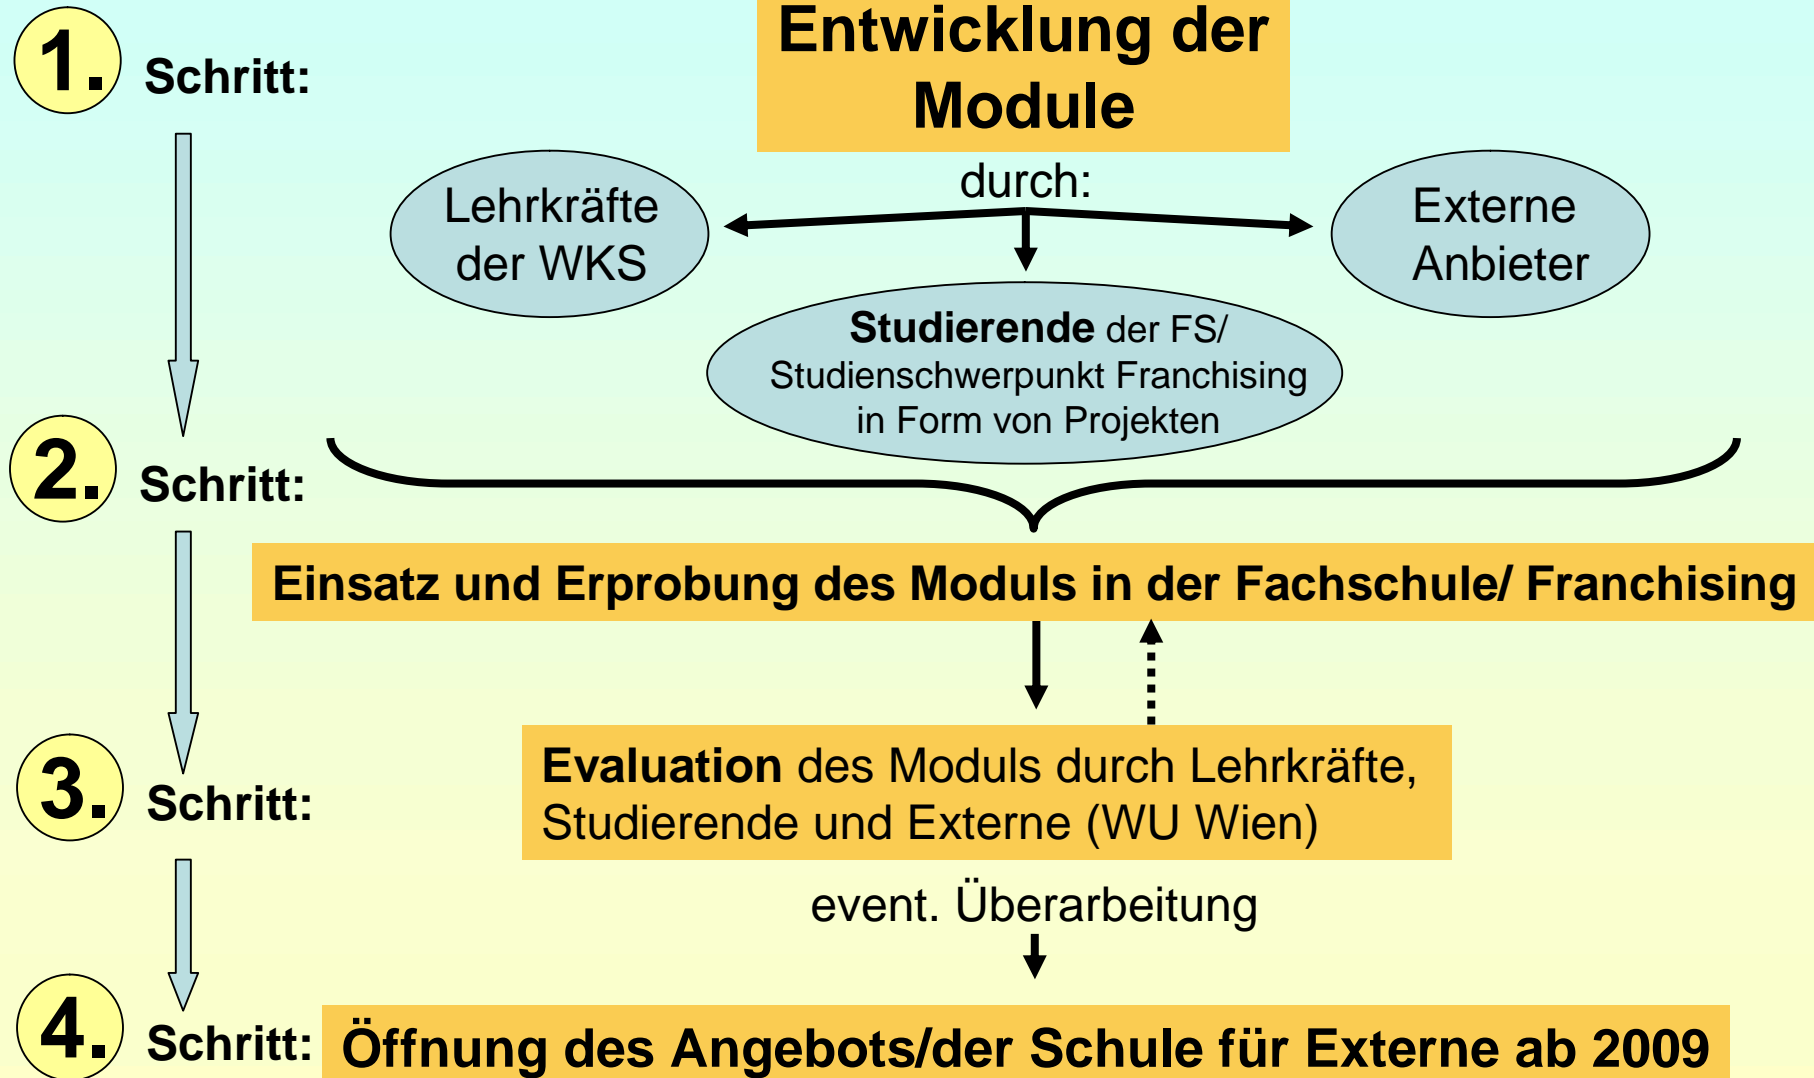 1. Schritt:
Entwicklung der
Module
durch:
Lehrkräfte
der WKS
Externe
Anbieter
Studierende der FS/
Studienschwerpunkt Franchising
in Form von Projekten
2. Schritt:
Einsatz und Erprobung des Moduls in der Fachschule/ Franchising
3. Schritt:
Evaluation des Moduls durch Lehrkräfte,
Studierende und Externe (WU Wien)
event. Überarbeitung
4. Schritt:
Öffnung des Angebots/der Schule für Externe ab 2009